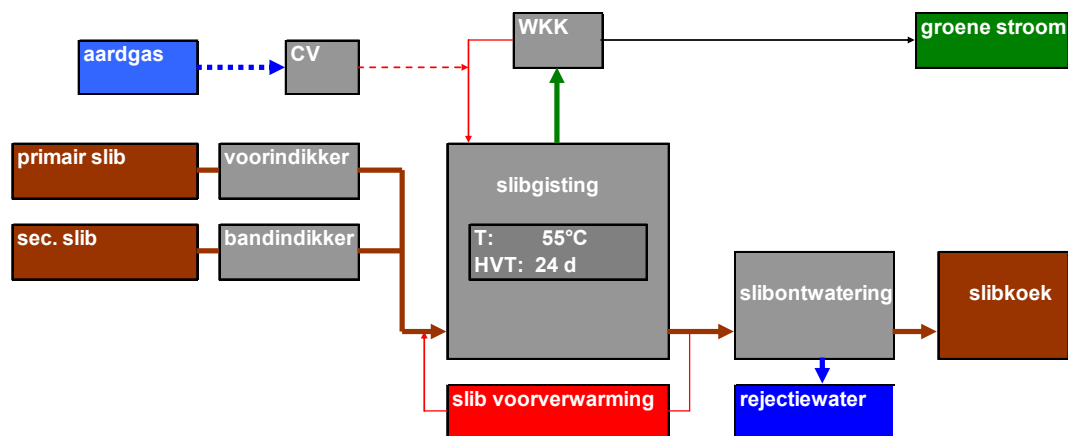 WKK
groene stroom
aardgas
CV
primair slib
voorindikker
slibgisting
sec. slib
bandindikker
T: 55°C
HVT: 24 d
slibontwatering
slibkoek
slib voorverwarming
rejectiewater